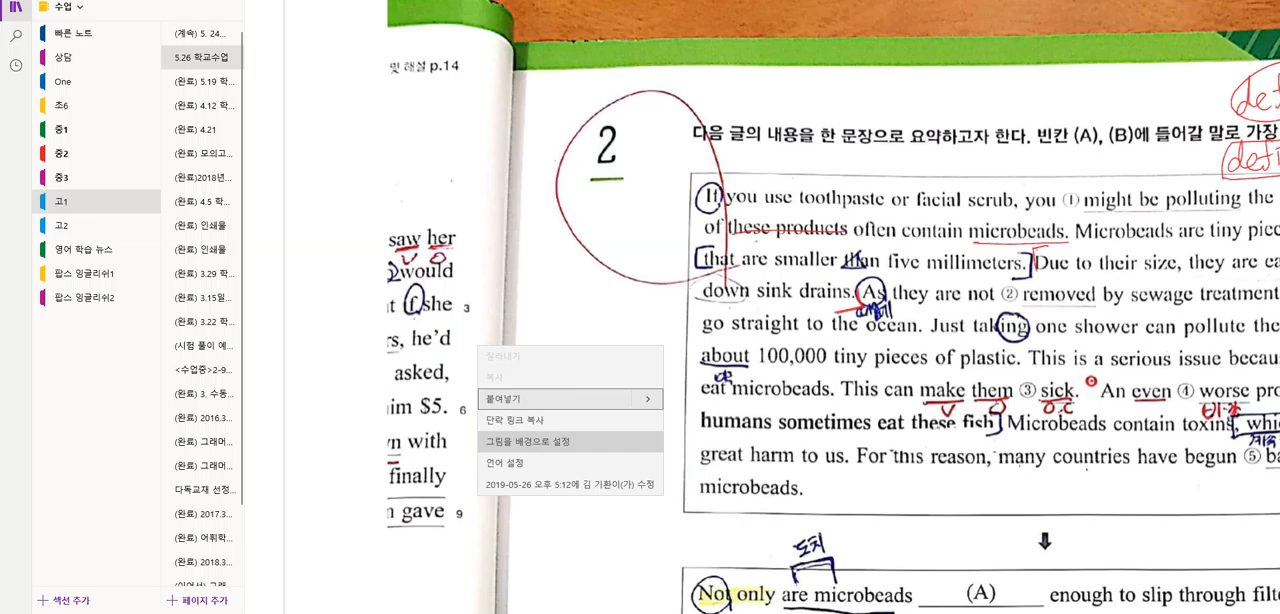 수업
빠른 노트
상담
One
초6
중1
중2
중3
고1
고2
영어 학습 뉴스
팝스 잉글리쉬1
팝스 잉글리쉬2
섹션 추가
(계속) 5. 24...
5.26 학교수업
(완료) 5.19 학...
(완료) 4.12 학...
(완료) 4.21
(완료) 모의고...
(완료)2018년...
(완료) 4.5 학...
(완료) 인쇄물
(완료) 인쇄물
(완료) 3.29 학...
(완료) 3.15일...
(완료) 3.22 학...
(시험 풀이 예...
<수업중>2-9...
(완료) 3. 수동...
(완료) 2016.3...
(완료) 그래머...
(완료) 그래머...
다독교재 선정...
(완료) 2017.3...
(완료) 어휘학...
(완료) 2018.3...
페이지 추가
및 해설 p.14
saw her
V O
would
if she 3
he'd
asked,
im $5. 6
with
finally
gave 9
잘라내기
복사
붙여넣기
단락 링크 복사
그림을 배경으로 설정
언어 설정
2019-05-26 오후 5:12에 김 기환이(가) 수정
2
다음 글의 내용을 한 문장으로 요약하고자 한다. 빈칸 (A), (B)에 들어갈 말로 가장
If you use toothpaste or facial scrub, you ① might be polluting the
of these products often contain microbeads. Microbeads are tiny
that are smaller than five millimeters. Due to their size, they are
down sink drains. As they are not ② removed by sewage treatment
go straight to the ocean. Just taking one shower can pollute the
about 100,000 tiny pieces of plastic. This is a serious issue
약
eat microbeads. This can make them ③ sick. An even ④ worse
V O O.C
humans sometimes eat these fish Microbeads contain toxins,
great harm to us. For this reason, many countries have begun ⑤
microbeads.
도치
Not only are microbeads (A) enough to slip through